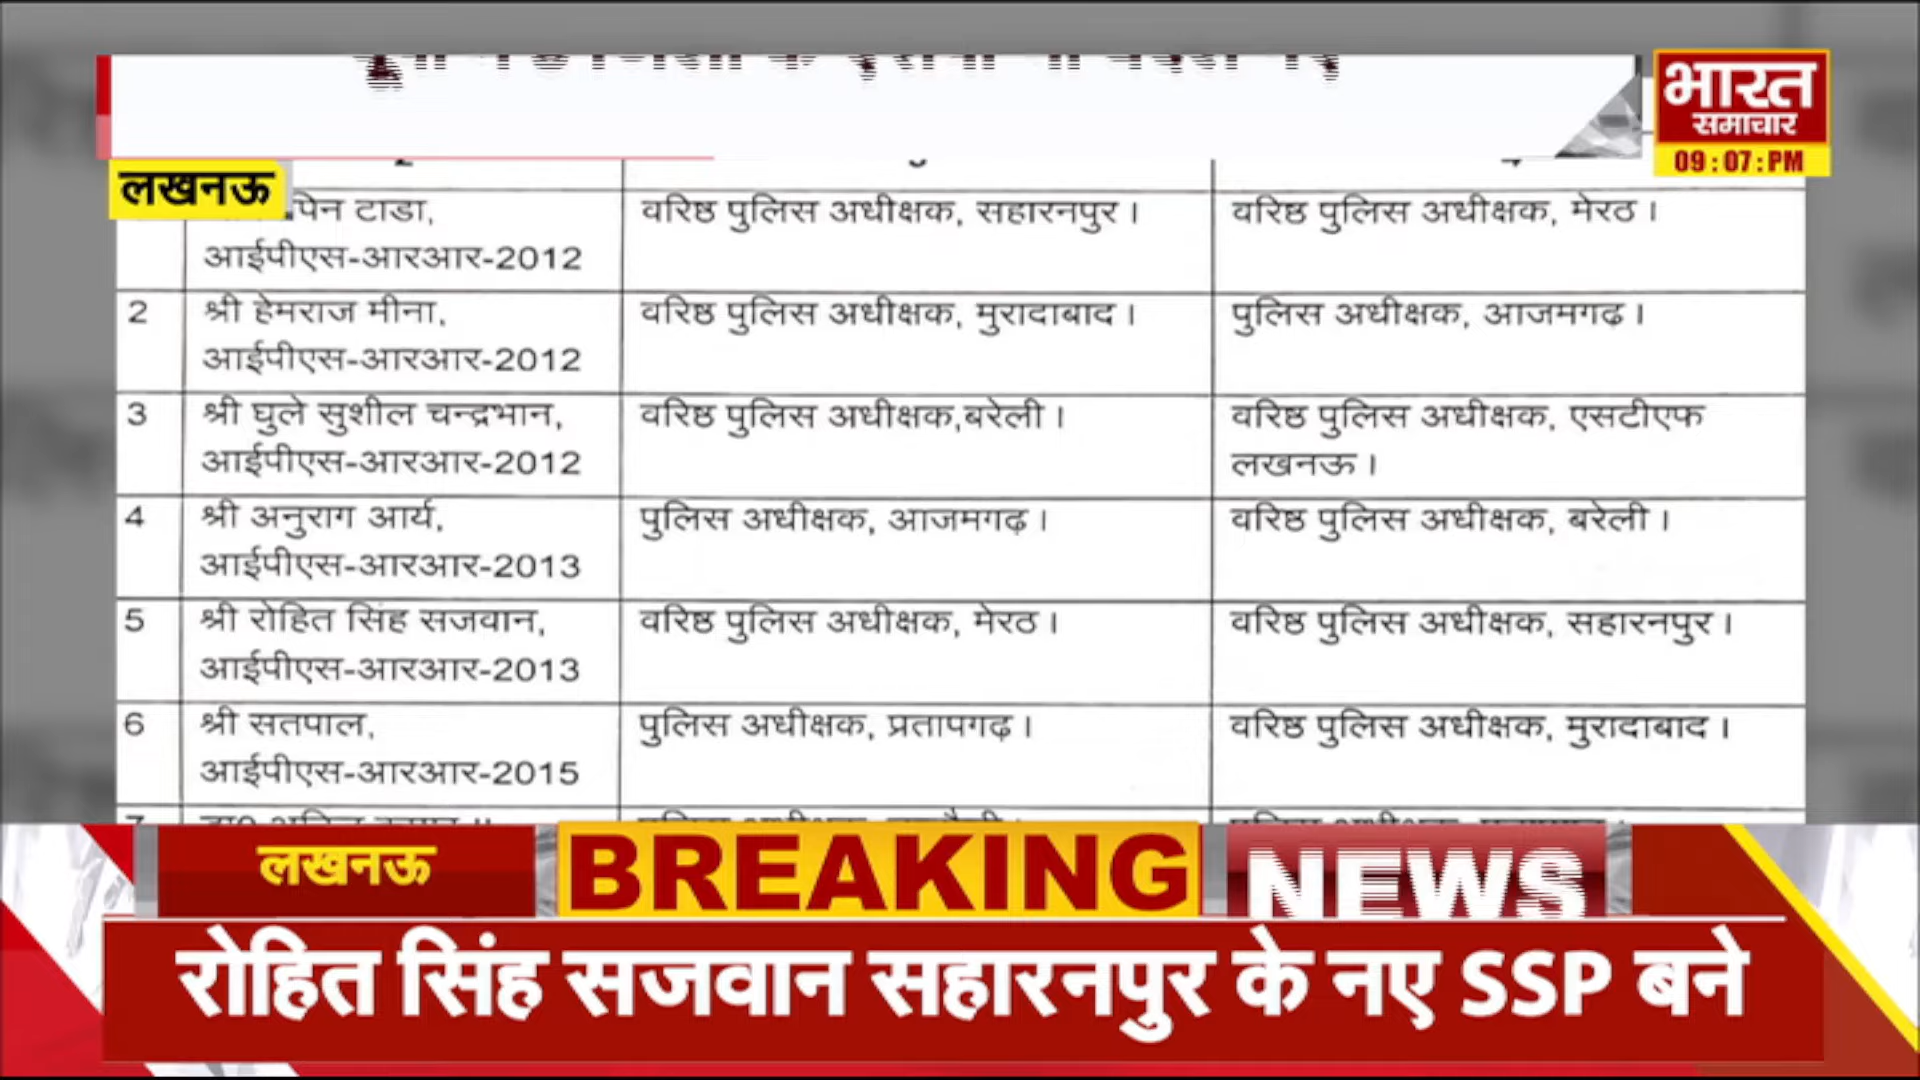 भारत
समाचार
09:07:PM
लखनऊ
टाडा,
आईपीएस-आरआर-2012
वरिष्ठ पुलिस अधीक्षक, सहारनपुर ।
वरिष्ठ पुलिस अधीक्षक, मेरठ ।
2
श्री हेमराज मीना,
आईपीएस-आरआर-2012
वरिष्ठ पुलिस अधीक्षक, मुरादाबाद ।
पुलिस अधीक्षक, आजमगढ़ ।
3
श्री घुले सुशील चन्द्रभान,
आईपीएस-आरआर-2012
वरिष्ठ पुलिस अधीक्षक,बरेली ।
वरिष्ठ पुलिस अधीक्षक, एसटीएफ
लखनऊ ।
4
श्री अनुराग आर्य,
आईपीएस-आरआर-2013
पुलिस अधीक्षक, आजमगढ़ ।
वरिष्ठ पुलिस अधीक्षक, बरेली ।
5
श्री रोहित सिंह सजवान,
आईपीएस-आरआर-2013
वरिष्ठ पुलिस अधीक्षक, मेरठ ।
वरिष्ठ पुलिस अधीक्षक, सहारनपुर ।
6
श्री सतपाल,
आईपीएस-आरआर-2015
पुलिस अधीक्षक, प्रतापगढ़ ।
वरिष्ठ पुलिस अधीक्षक, मुरादाबाद ।
लखनऊ
BREAKING
NEWS
रोहित सिंह सजवान सहारनपुर के नए SSP बने